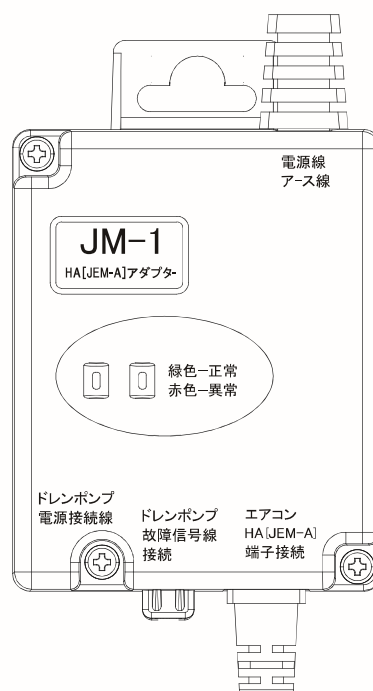 電源線
アース線
JM-1
HA[JEM-A]アダプター
緑色ー正常
赤色ー異常
ドレンポンプ
電源接続線
ドレンポンプ
故障信号線
接続
エアコン
HA[JEM-A]
端子接続